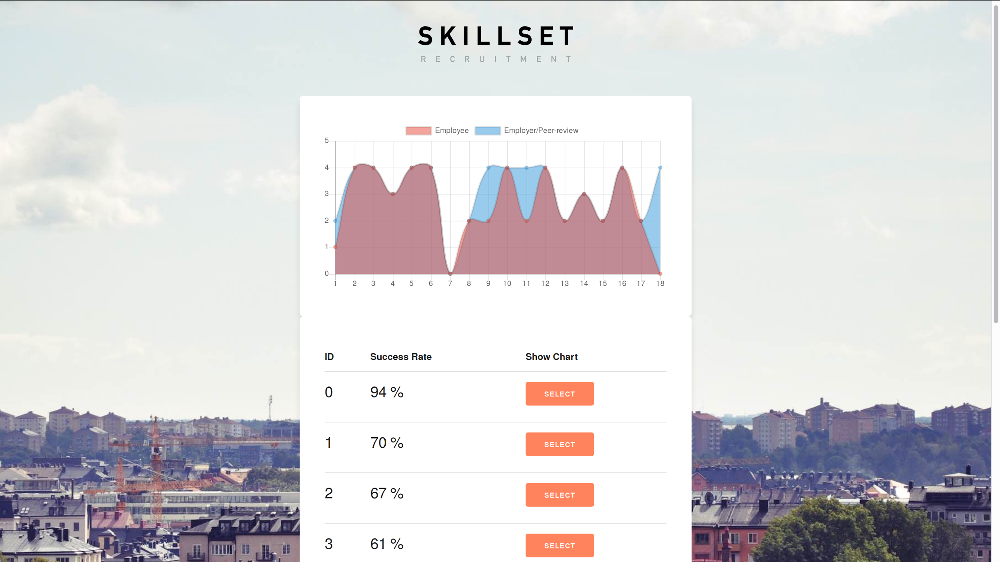 SKILLSET
RECRUITMENT
Employee Employer/Peer-review
5
4
3
2
1
0
1 2 3 4 5 6 7 8 9 10 11 12 13 14 15 16 17 18
ID Success Rate Show Chart
0 94 % SELECT
1 70 % SELECT
2 67 % SELECT
3 61 % SELECT